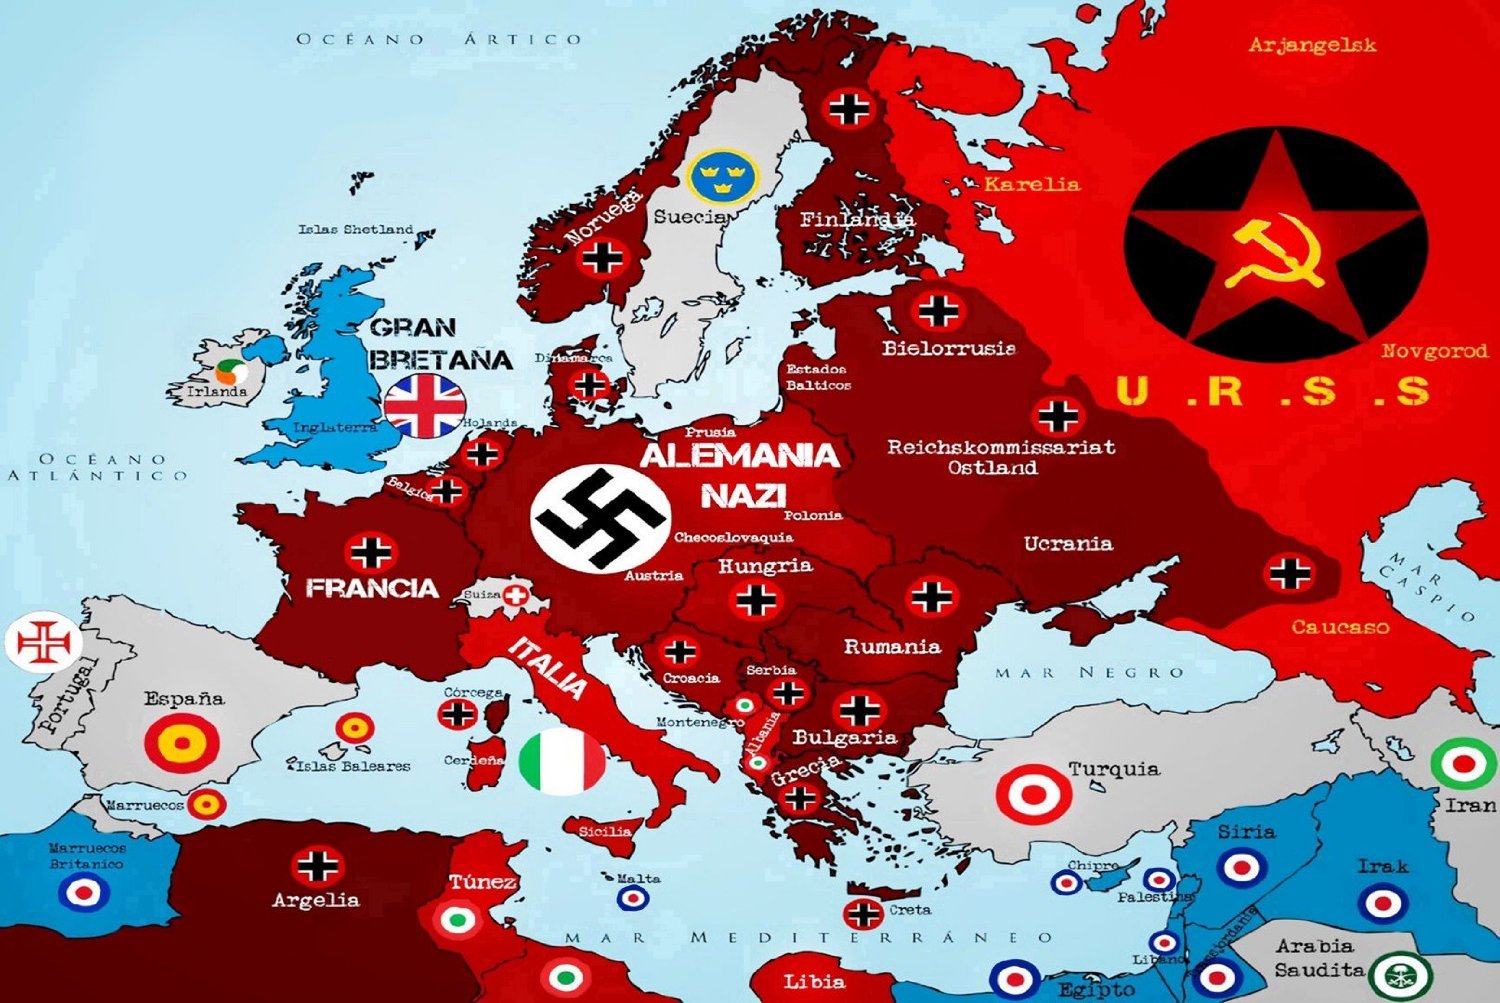 OCÉANO ÁRTICO
Arjangelsk
Karelia
Islas Shetland
Noruega
Suecia
Finlandia
GRAN
BRETAÑA
Dinamarca
Bielorrusia
Novgorod
U.R.S.S
Estados
Balticos
Irlanda
Inglaterra
Holanda
Prusia
ALEMANIA
NAZI
Reichskommissariat
Ostland
OCÉANO
ATLÁNTICO
Belgica
Polonia
Checoslovaquia
Ucrania
Austria
Hungria
MAR
CASPIO
FRANCIA
Suiza
Caucaso
ITALIA
Rumania
Portugal
España
Croacia
Serbia
MAR NEGRO
Córcega
Montenegro
Albania
Bulgaria
Islas Baleares
Cerdeña
Grecia
Turquia
Marruecos
Iran
Sicilia
Siria
Marruecos
Britanico
Argelia
Túnez
Malta
Chipre
Palestina
Irak
Creta
MAR MEDITERRÁNEO
Transjordania
Libano
Arabia
Saudita
Libia
Egipto